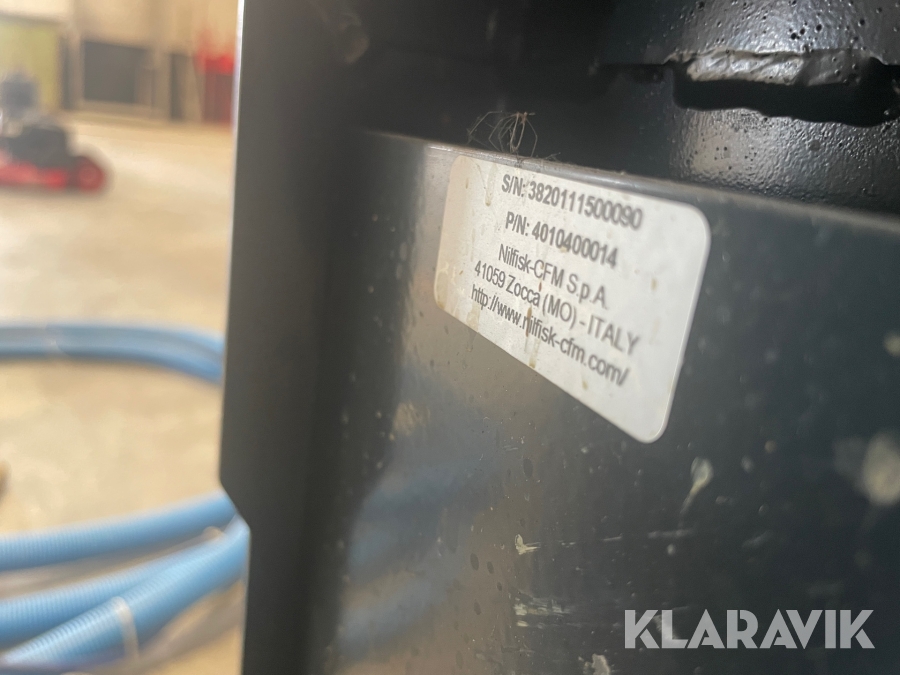 S/N: 3820111500090
P/N: 4010400014
Nilfisk-CFM S.p.A.
41059 Zocca (MO) - ITALY
http://www.nilfisk-cfm.com/
KLARAVIK